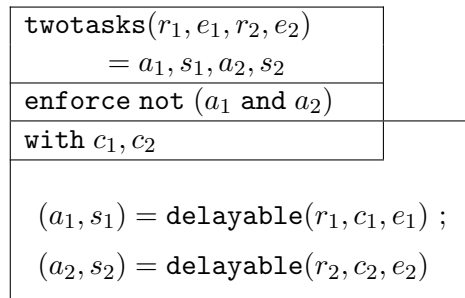 twotasks(r₁, e₁, r₂, e₂)
= a₁, s₁, a₂, s₂
enforce not (a₁ and a₂)
with c₁, c₂
(a₁, s₁) = delayable(r₁, c₁, e₁) ;
(a₂, s₂) = delayable(r₂, c₂, e₂)